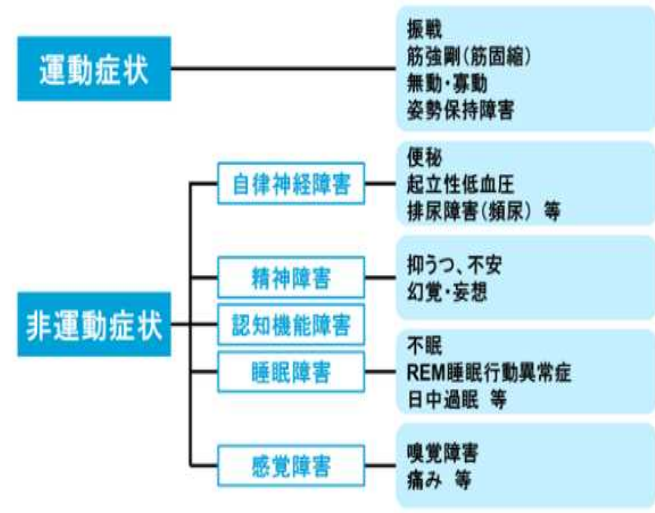 運動症状
振戦
筋強剛(筋固縮)
無動・寡動
姿勢保持障害
非運動症状
自律神経障害
便秘
起立性低血圧
排尿障害(頻尿) 等
精神障害
抑うつ、不安
幻覚・妄想
認知機能障害
睡眠障害
不眠
REM睡眠行動異常症
日中過眠 等
感覚障害
嗅覚障害
痛み 等